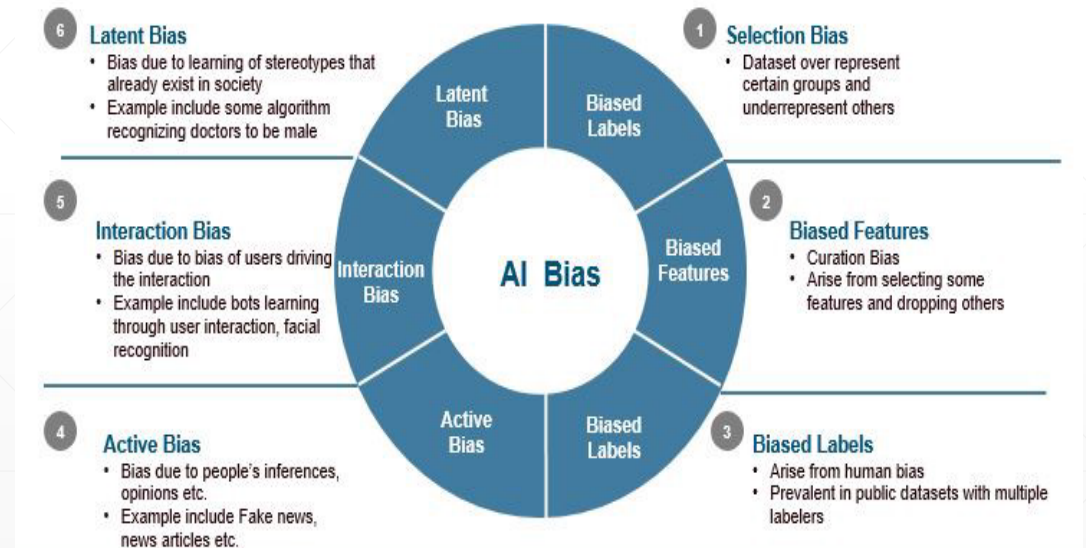 6
Latent Bias
• Bias due to learning of stereotypes that
already exist in society
• Example include some algorithm
recognizing doctors to be male
1
Selection Bias
• Dataset over represent
certain groups and
underrepresent others
5
Interaction Bias
• Bias due to bias of users driving
the interaction
• Example include bots learning
through user interaction, facial
recognition
2
Biased Features
• Curation Bias
• Arise from selecting some
features and dropping others
4
Active Bias
• Bias due to people's inferences,
opinions etc.
• Example include Fake news,
news articles etc.
3
Biased Labels
• Arise from human bias
• Prevalent in public datasets with multiple
labelers
Latent
Bias
Biased
Labels
Interaction
Bias
AI Bias
Biased
Features
Active
Bias
Biased
Labels